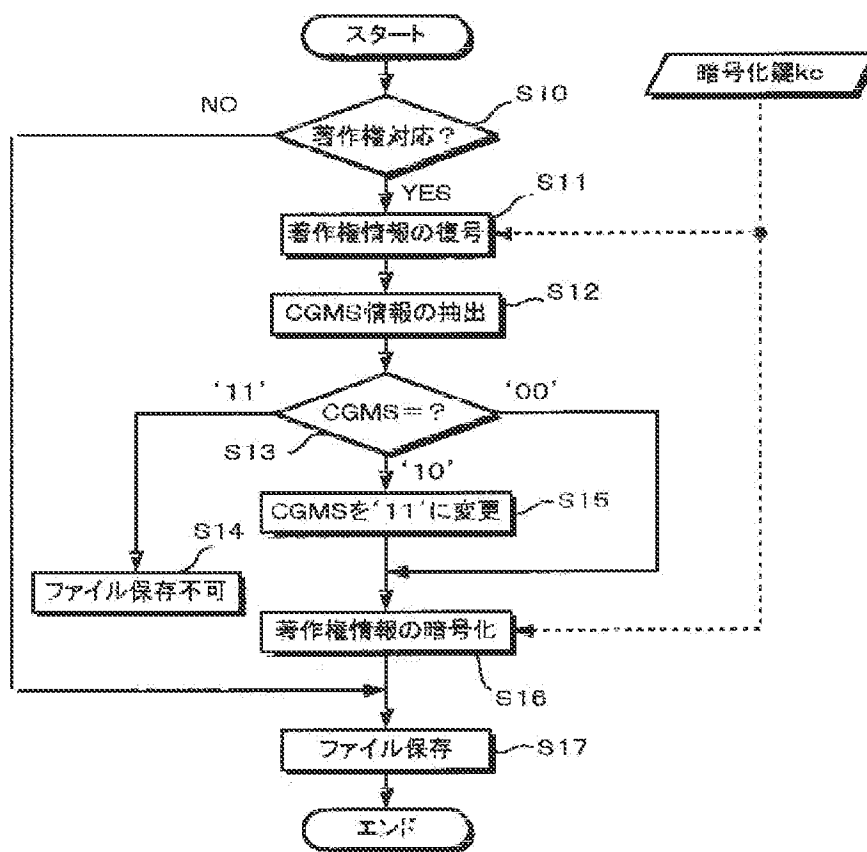 スタート
暗号化鍵kc
NO
S10
著作権対応？
YES
S11
著作権情報の復号
S12
CGMS情報の抽出
'11'
'00'
CGMS＝？
S13
'10'
CGMSを'11'に変更
S15
S14
ファイル保存不可
著作権情報の暗号化
S16
ファイル保存
S17
エンド